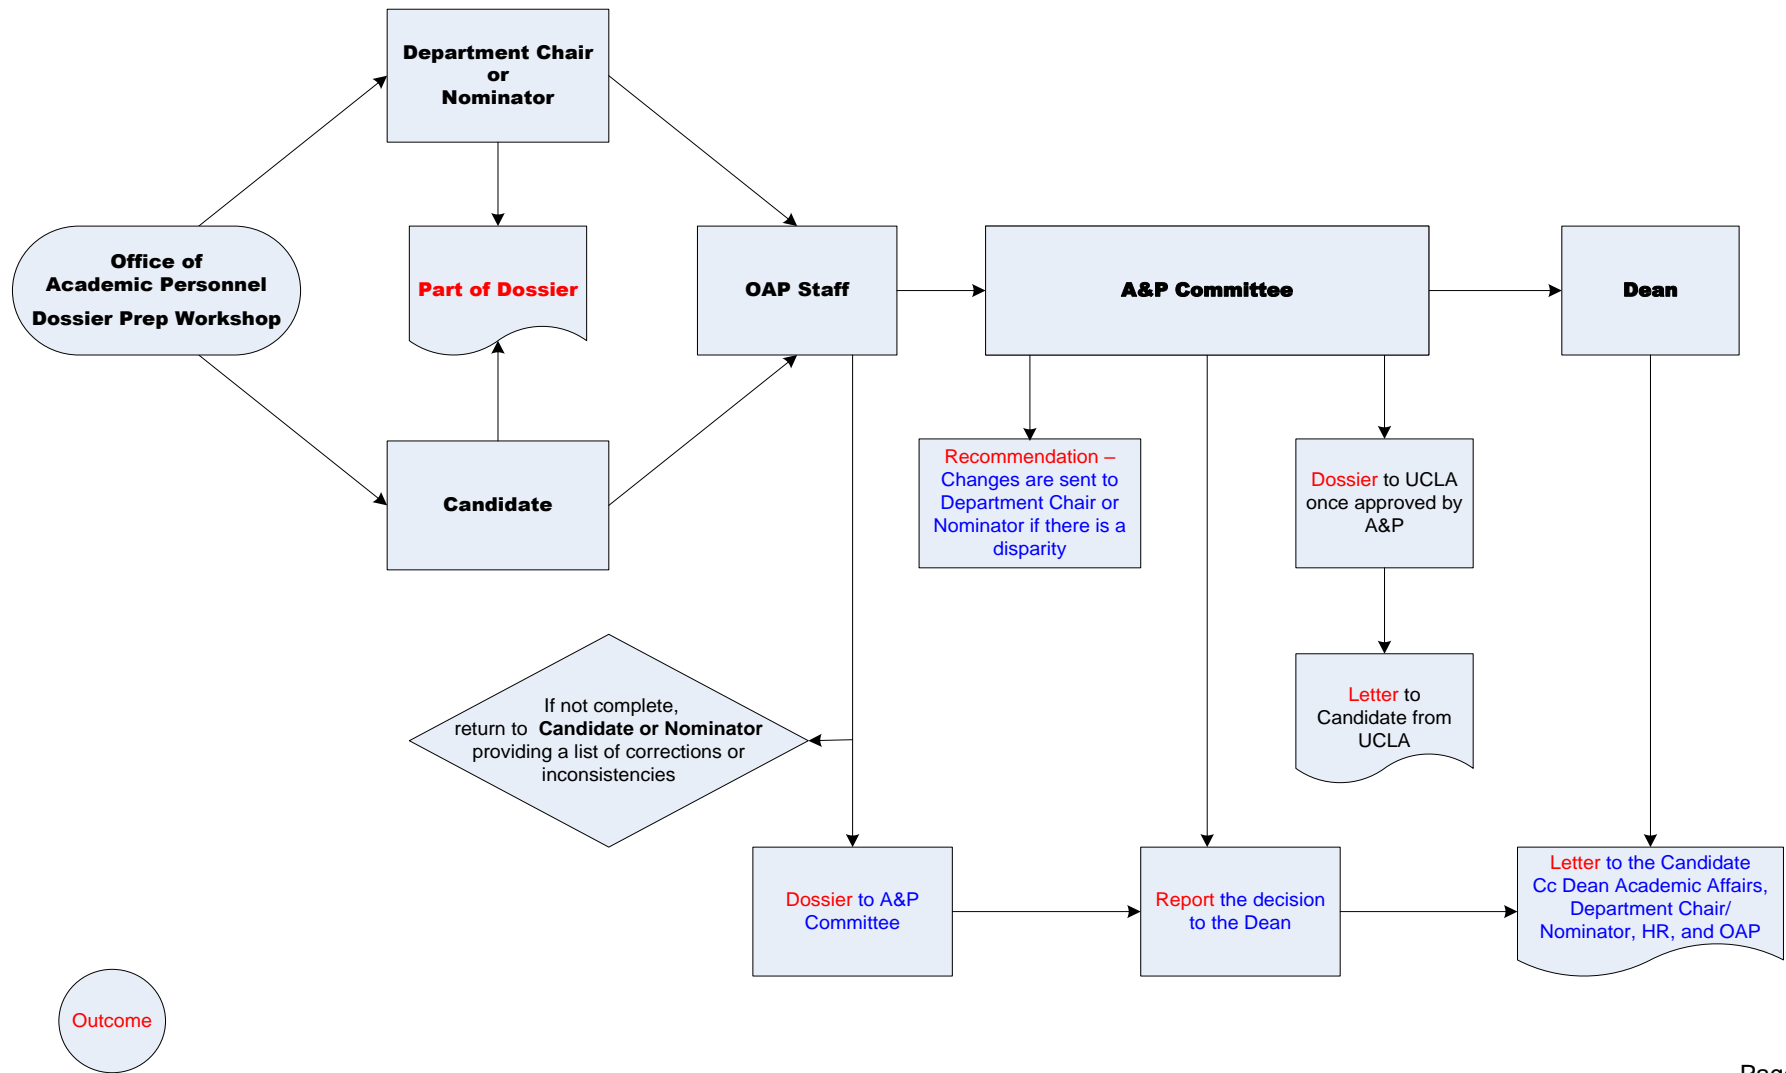 Department Chair
or
Nominator
Office of
Academic Personnel
Dossier Prep Workshop
Part of Dossier
OAP Staff
A&P Committee
Dean
Candidate
Recommendation –
Changes are sent to
Department Chair or
Nominator if there is a
disparity
Dossier to UCLA
once approved by
A&P
If not complete,
return to Candidate or Nominator
providing a list of corrections or
inconsistencies
Letter to
Candidate from
UCLA
Dossier to A&P
Committee
Report the decision
to the Dean
Letter to the Candidate
Cc Dean Academic Affairs,
Department Chair/
Nominator, HR, and OAP
Outcome